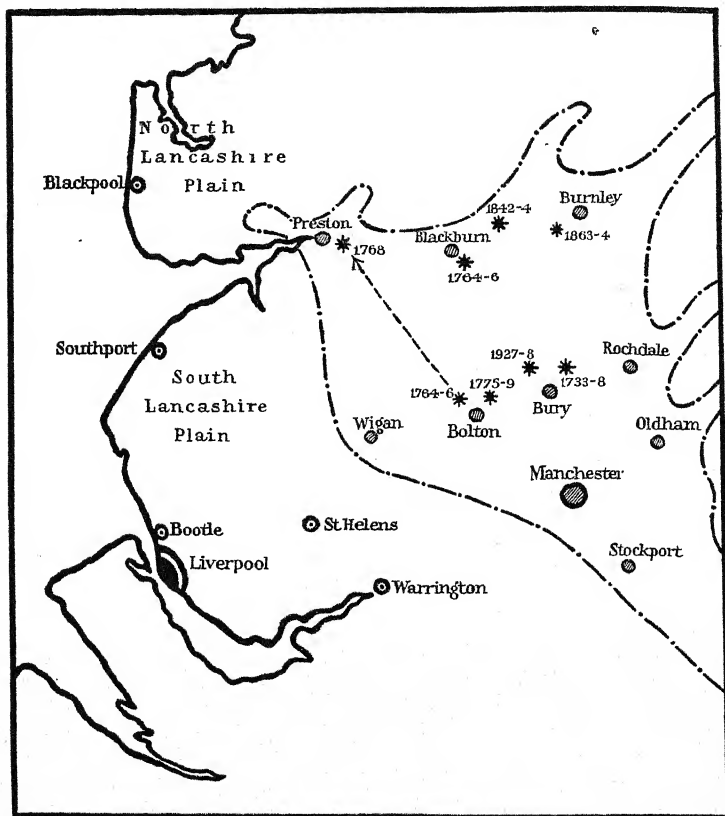 North
Lancashire
Plain
Blackpool
Preston
1768
Blackburn
1764-6
1842-4
Burnley
1863-4
Southport
South
Lancashire
Plain
1927-8
1733-8
Rochdale
1764-6
1775-9
Bury
Wigan
Bolton
Oldham
Manchester
Bootle
Liverpool
St Helens
Stockport
Warrington